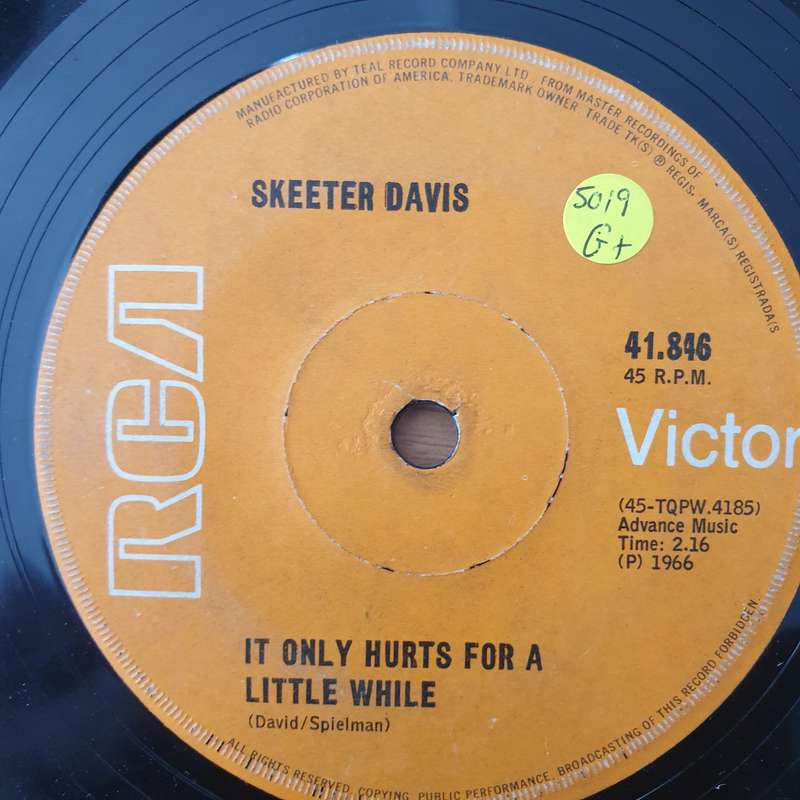 MANUFACTURED BY TEAL RECORD COMPANY LTD. FROM MASTER RECORDINGS OF
RADIO CORPORATION OF AMERICA. TRADEMARK OWNER. TRADE TK(S) ® REGIS. MARCA(S) REGISTRADA(S
SKEETER DAVIS
5019
G+
RCA
41.846
45 R.P.M.
Victor
(45-TQPW.4185)
Advance Music
Time: 2.16
(P) 1966
IT ONLY HURTS FOR A
LITTLE WHILE
(David/Spielman)
ALL RIGHTS RESERVED. COPYING, PUBLIC PERFORMANCE, BROADCASTING OF THIS RECORD FORBIDDEN.